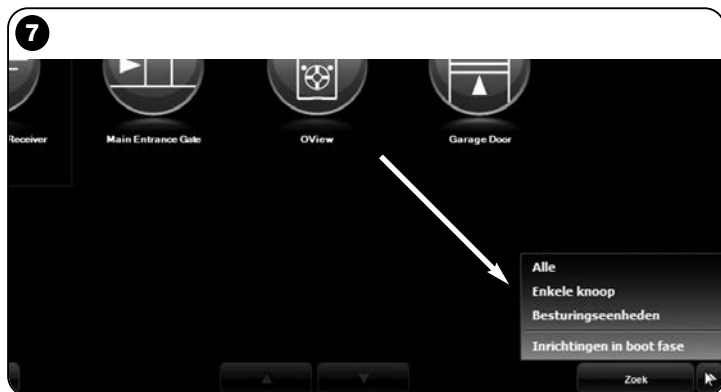 7
Receiver
Main Entrance Gate
OView
Garage Door
Alle
Enkele knoop
Besturingseenheden
Inrichtingen in boot fase
Zoek